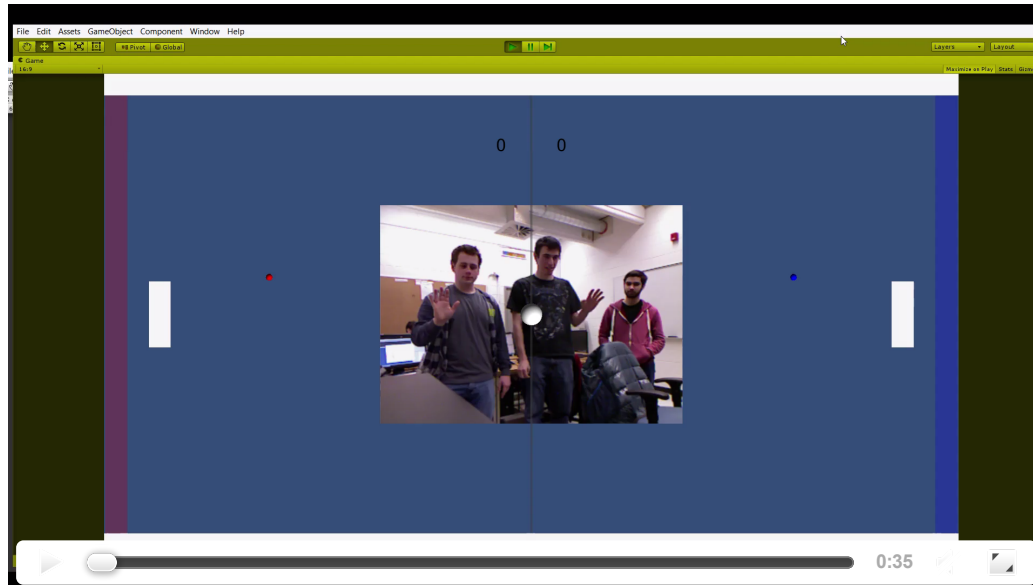 File Edit Assets GameObject Component Window Help
Pivot Global Layers Layout
Game
16:9 Maximize on Play Stats Gizm
0 0
0:35